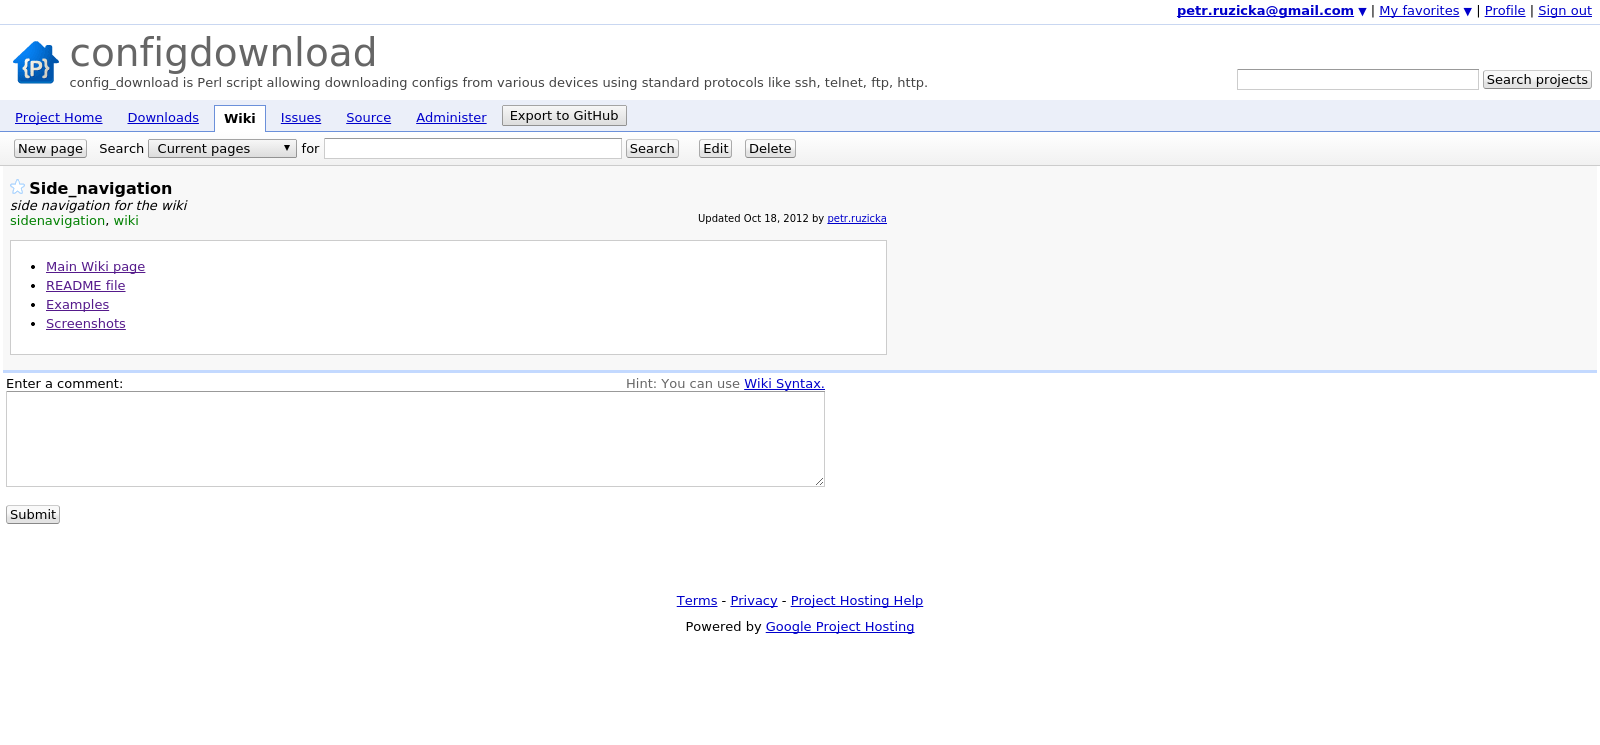 petr.ruzicka@gmail.com ▼ | My favorites ▼ | Profile | Sign out
{P}
configdownload
config_download is Perl script allowing downloading configs from various devices using standard protocols like ssh, telnet, ftp, http.
Search projects
Project Home Downloads Wiki Issues Source Administer Export to GitHub
New page Search Current pages ▼ for Search Edit Delete
Side_navigation
side navigation for the wiki
sidenavigation, wiki
Updated Oct 18, 2012 by petr.ruzicka
• Main Wiki page
• README file
• Examples
• Screenshots
Enter a comment: Hint: You can use Wiki Syntax.
Submit
Terms - Privacy - Project Hosting Help
Powered by Google Project Hosting